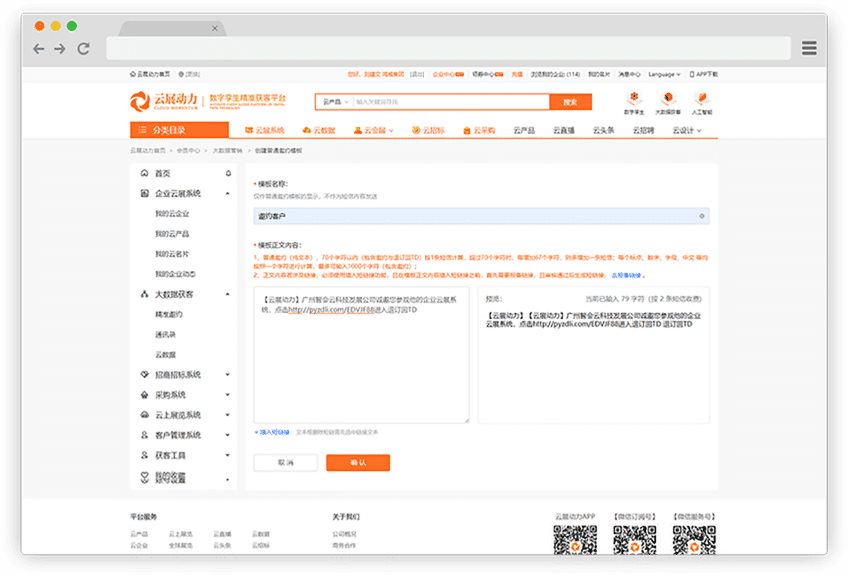 云展动力首页
您好,
[退出] 企业中心 领券中心 充值 浏览我的企业(114) 我的名片 消息中心 Language APP下载
云展动力 数字孪生精准获客平台
云产品 输入关键词寻找 搜索
数字孪生 大数据获客 人工智能
分类目录 云展系统 云数据 云会展 云招标 云采购 云产品 云直播 云头条 云招聘 云设计
云展动力首页 > 会员中心 > 大数据营销 > 创建普通邀约模板
首页
企业云展系统
我的云企业
我的云产品
我的云名片
我的企业动态
大数据获客
精准邀约
通讯录
云数据
招商招标系统
采购系统
云上展览系统
客户管理系统
获客工具
我的收藏
账号设置
* 模板名称:
仅作普通邀约模板的显示,不作为短信内容发送
邀约客户
* 模板正文内容:
1、普通邀约(纯文本),70个字符以内(包含邀约与退订回TD)按1条短信计算,超过70个字符时,每增加67个字符,则多增加一条短信;每个标点、数字、字母、中文 等均
按照一个字符进行计算,最多可输入1000个字符(包含邀约);
2、正文内容若涉及链接,必须使用插入短链接功能,且在模板正文内容插入链接之前,首先需要报备链接,且审核通过后生成短链接, 去报备链接 。
【云展动力】广州智会云科技发展公司诚邀您参观他的企业云展系
统,点击http://pyzdli.com/EDVJF88进入退订回TD
预览: 当前已输入 79 字符(按 2 条短信收费)
【云展动力】【云展动力】广州智会云科技发展公司诚邀您参观他的企业
云展系统,点击http://pyzdli.com/EDVJF88进入退订回TD 退订回TD
+ 插入短链接 文本框删除短链需先选中链接文本
取 消 确 认
平台服务
云产品 云上展览 云直播 云数据
云企业 全球展览 云头条 云招标
关于我们
公司概况
商务合作
云展动力APP 【微信订阅号】 【微信服务号】